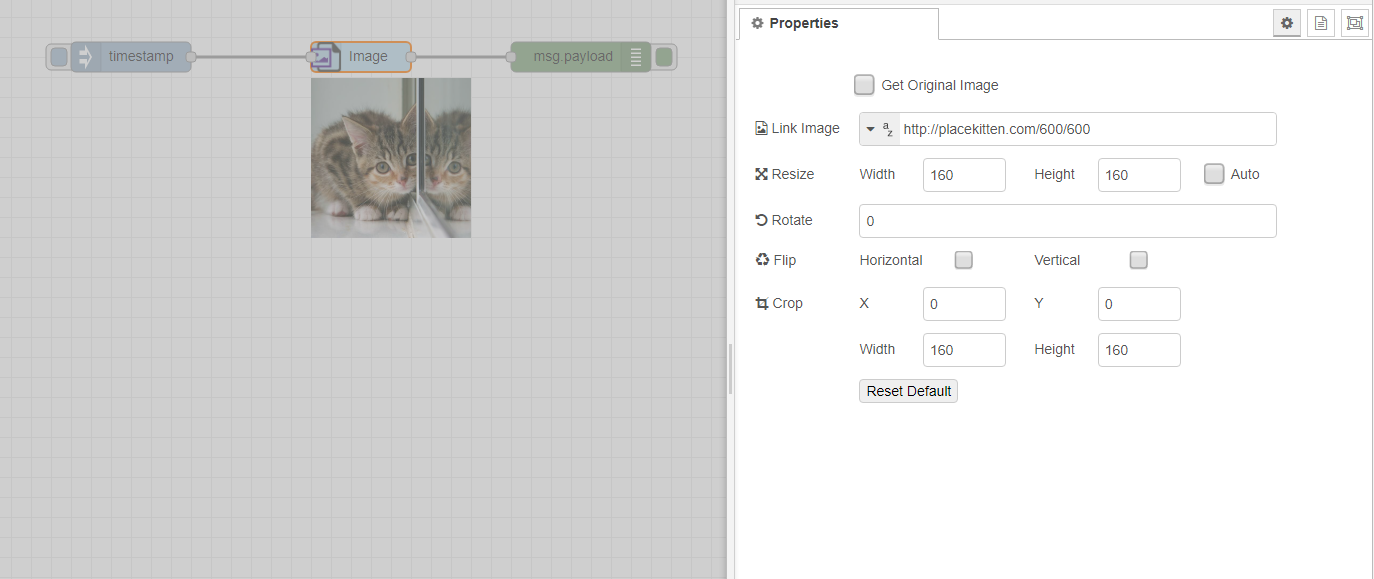 timestamp
Image
msg.payload
Properties
Get Original Image
Link Image
az http://placekitten.com/600/600
Resize Width 160 Height 160 Auto
Rotate 0
Flip Horizontal Vertical
Crop X 0 Y 0
Width 160 Height 160
Reset Default